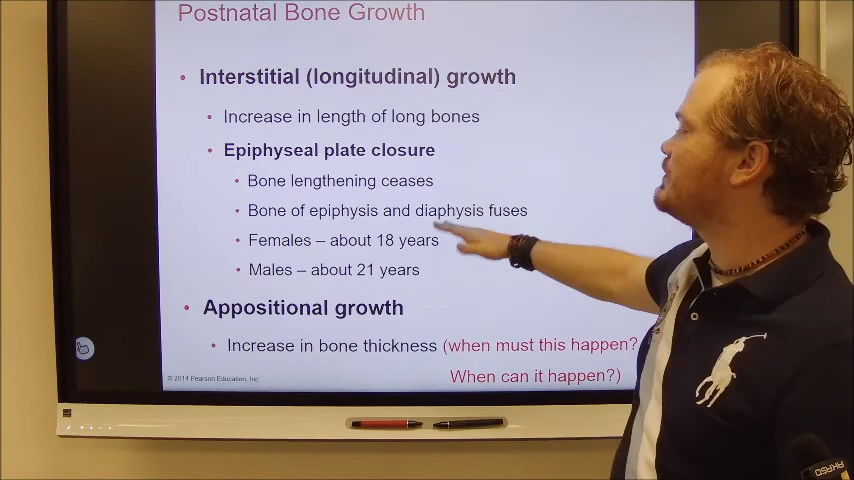 Postnatal Bone Growth
• Interstitial (longitudinal) growth
• Increase in length of long bones
• Epiphyseal plate closure
• Bone lengthening ceases
• Bone of epiphysis and diaphysis fuses
• Females – about 18 years
• Males – about 21 years
• Appositional growth
• Increase in bone thickness (when must this happen?
When can it happen?)
© 2014 Pearson Education, Inc.
AKASO